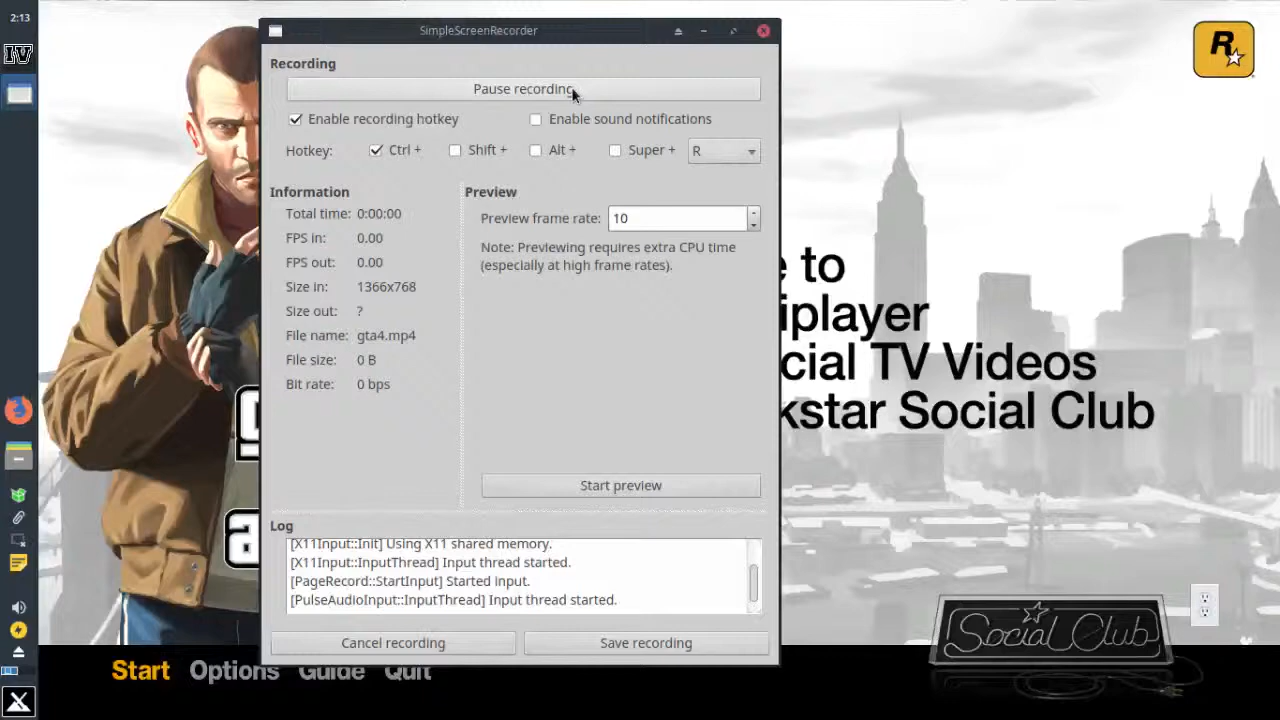 2:13
IV
SimpleScreenRecorder
R
Recording
Pause recording
Enable recording hotkey
Enable sound notifications
Hotkey:
Ctrl +
Shift +
Alt +
Super +
R
Information
Preview
Total time: 0:00:00
Preview frame rate: 10
FPS in: 0.00
Note: Previewing requires extra CPU time
(especially at high frame rates).
FPS out: 0.00
Size in: 1366x768
Size out: ?
File name: gta4.mp4
File size: 0 B
Bit rate: 0 bps
to
iplayer
cial TV Videos
kstar Social Club
Start preview
Log
[X11Input::Init] Using X11 shared memory.
[X11Input::InputThread] Input thread started.
[PageRecord::StartInput] Started input.
[PulseAudioInput::InputThread] Input thread started.
Cancel recording
Save recording
Social Club
Start Options Guide Quit